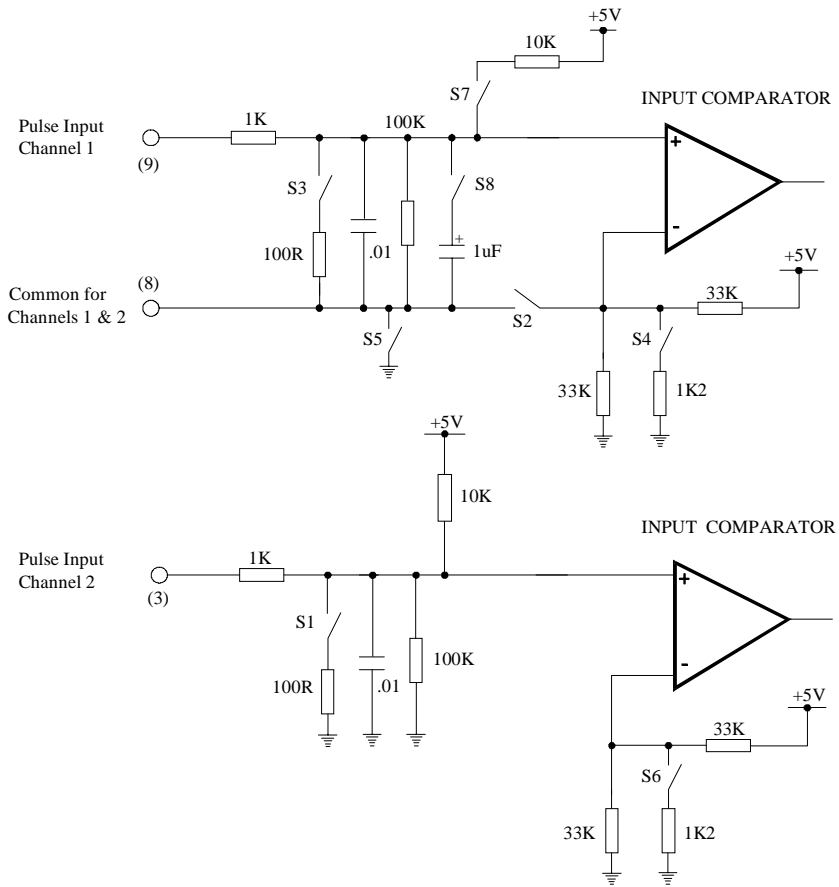 +5V
10K
S7
INPUT COMPARATOR
Pulse Input
Channel 1
(9)
1K
100K
+
S3
S8
100R
.01
+
1uF
-
Common for
Channels 1 & 2
(8)
S5
S2
+5V
33K
S4
33K
1K2
+5V
10K
INPUT COMPARATOR
Pulse Input
Channel 2
(3)
1K
+
S1
100R
.01
100K
-
+5V
33K
S6
33K
1K2